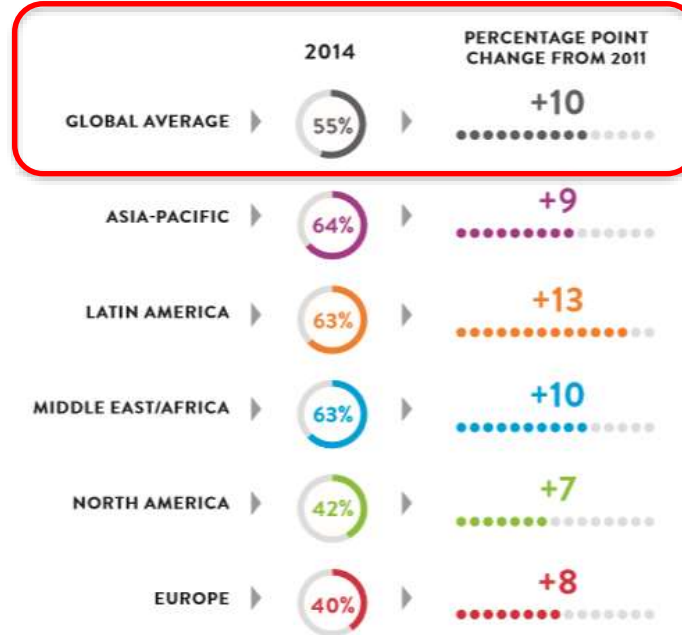 2014
PERCENTAGE POINT
CHANGE FROM 2011
GLOBAL AVERAGE 55% +10
ASIA-PACIFIC 64% +9
LATIN AMERICA 63% +13
MIDDLE EAST/AFRICA 63% +10
NORTH AMERICA 42% +7
EUROPE 40% +8